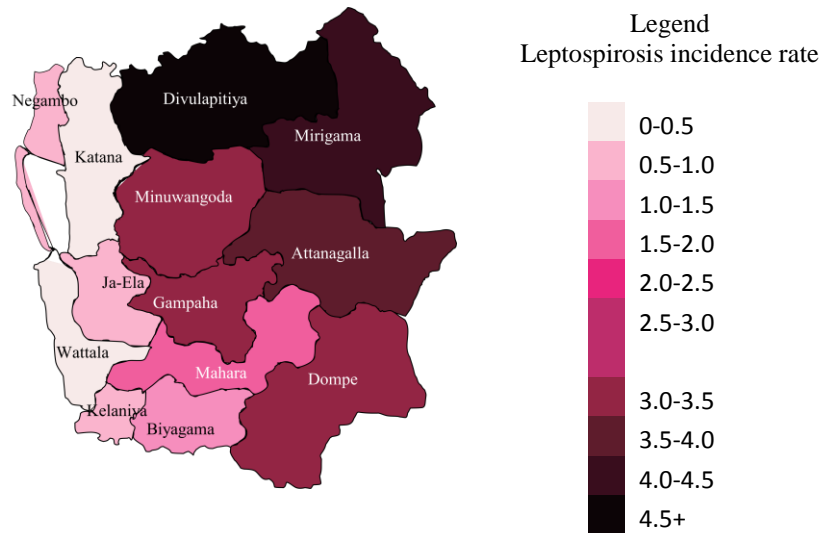 Legend
Leptospirosis incidence rate
Divulapitiya
Negambo
Mirigama
Katana
Minuwangoda
Attanagalla
Ja-Ela
Gampaha
Wattala
Mahara
Dompe
Kelaniya
Biyagama
0-0.5
0.5-1.0
1.0-1.5
1.5-2.0
2.0-2.5
2.5-3.0
3.0-3.5
3.5-4.0
4.0-4.5
4.5+